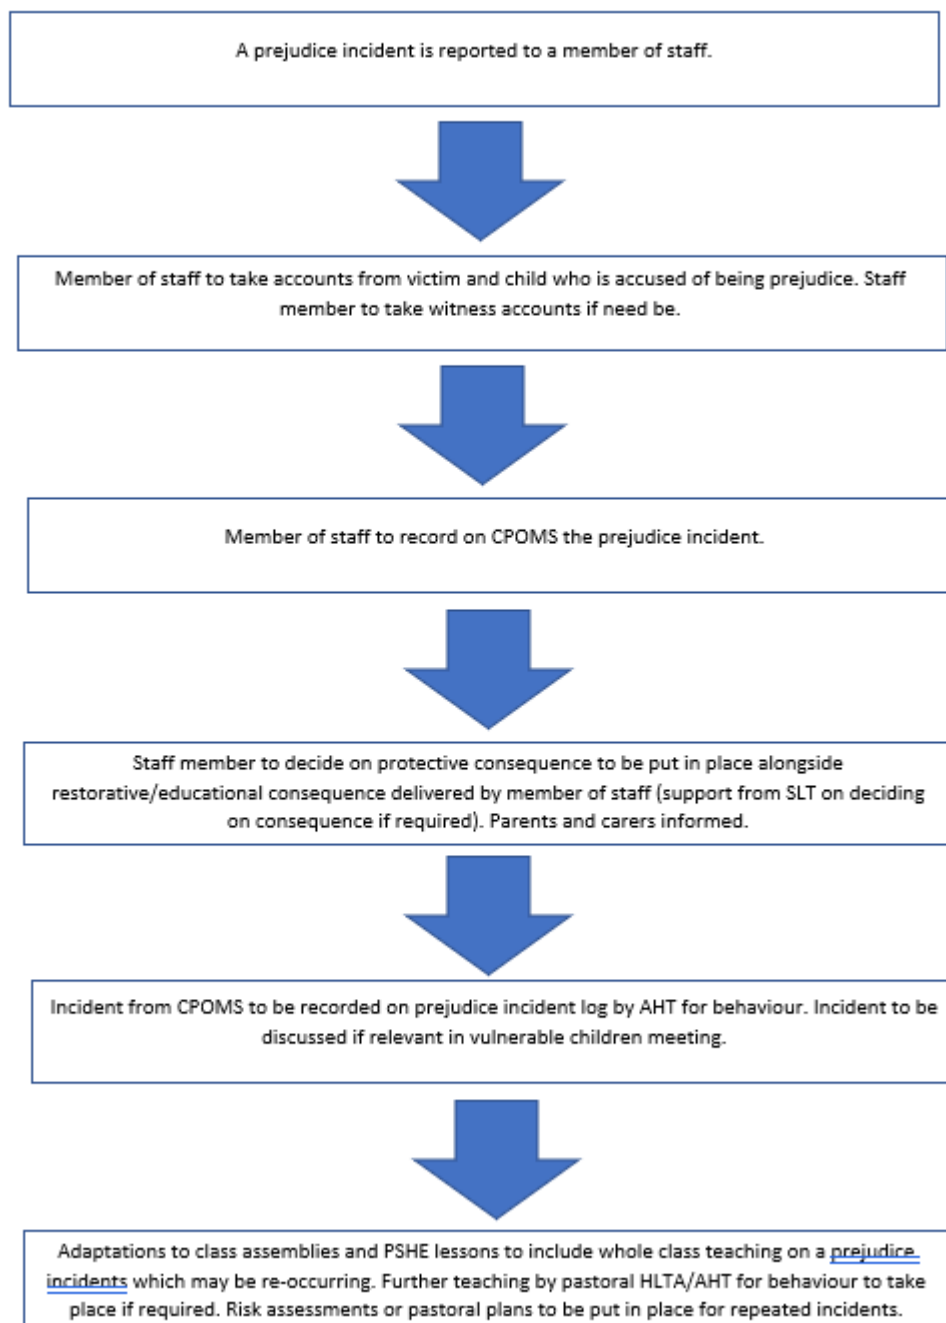 A prejudice incident is reported to a member of staff.
Member of staff to take accounts from victim and child who is accused of being prejudice. Staff
member to take witness accounts if need be.
Member of staff to record on CPOMS the prejudice incident.
Staff member to decide on protective consequence to be put in place alongside
restorative/educational consequence delivered by member of staff (support from SLT on deciding
on consequence if required). Parents and carers informed.
Incident from CPOMS to be recorded on prejudice incident log by AHT for behaviour. Incident to be
discussed if relevant in vulnerable children meeting.
Adaptations to class assemblies and PSHE lessons to include whole class teaching on a prejudice
incidents which may be re-occurring. Further teaching by pastoral HLTA/AHT for behaviour to take
place if required. Risk assessments or pastoral plans to be put in place for repeated incidents.